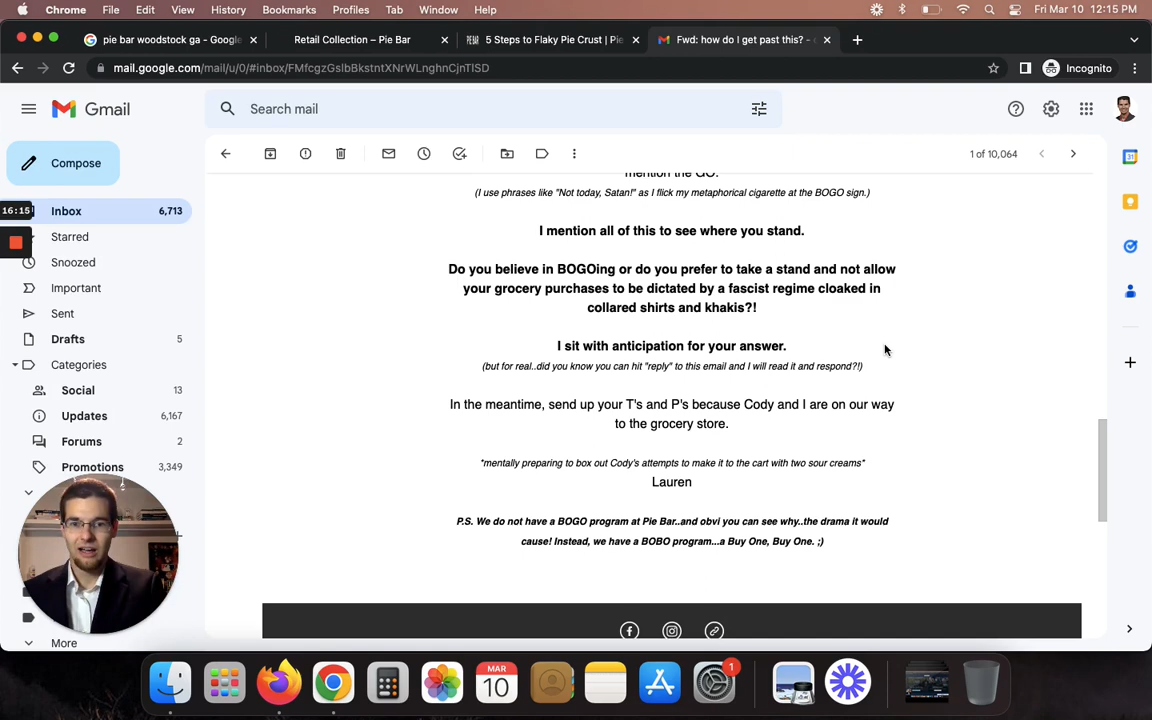 Chrome File Edit View History Bookmarks Profiles Tab Window Help Fri Mar 10 12:15 PM
pie bar woodstock ga - Google Retail Collection – Pie Bar 5 Steps to Flaky Pie Crust | Pie Fwd: how do I get past this? -
mail.google.com/mail/u/0/#inbox/FMfcgzGslbBkstntXNrWLnghnCjnTlSD Incognito
Gmail Search mail
Compose 1 of 10,064
Inbox 6,713
16:15
Starred
Snoozed
Important
Sent
Drafts 5
Categories
Social 13
Updates 6,167
Forums 2
Promotions 3,349
More
mention the GO.
(I use phrases like "Not today, Satan!" as I flick my metaphorical cigarette at the BOGO sign.)
I mention all of this to see where you stand.
Do you believe in BOGOing or do you prefer to take a stand and not allow
your grocery purchases to be dictated by a fascist regime cloaked in
collared shirts and khakis?!
I sit with anticipation for your answer.
(but for real..did you know you can hit "reply" to this email and I will read it and respond?!)
In the meantime, send up your T's and P's because Cody and I are on our way
to the grocery store.
*mentally preparing to box out Cody's attempts to make it to the cart with two sour creams*
Lauren
P.S. We do not have a BOGO program at Pie Bar..and obvi you can see why..the drama it would
cause! Instead, we have a BOBO program...a Buy One, Buy One. ;)
MAR
10
1